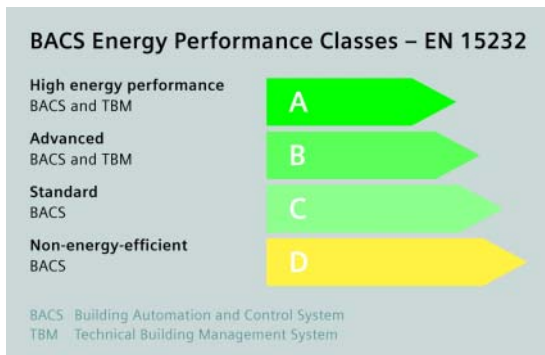 BACS Energy Performance Classes – EN 15232
High energy performance
BACS and TBM
A
Advanced
BACS and TBM
B
Standard
BACS
C
Non-energy-efficient
BACS
D
BACS Building Automation and Control System
TBM Technical Building Management System